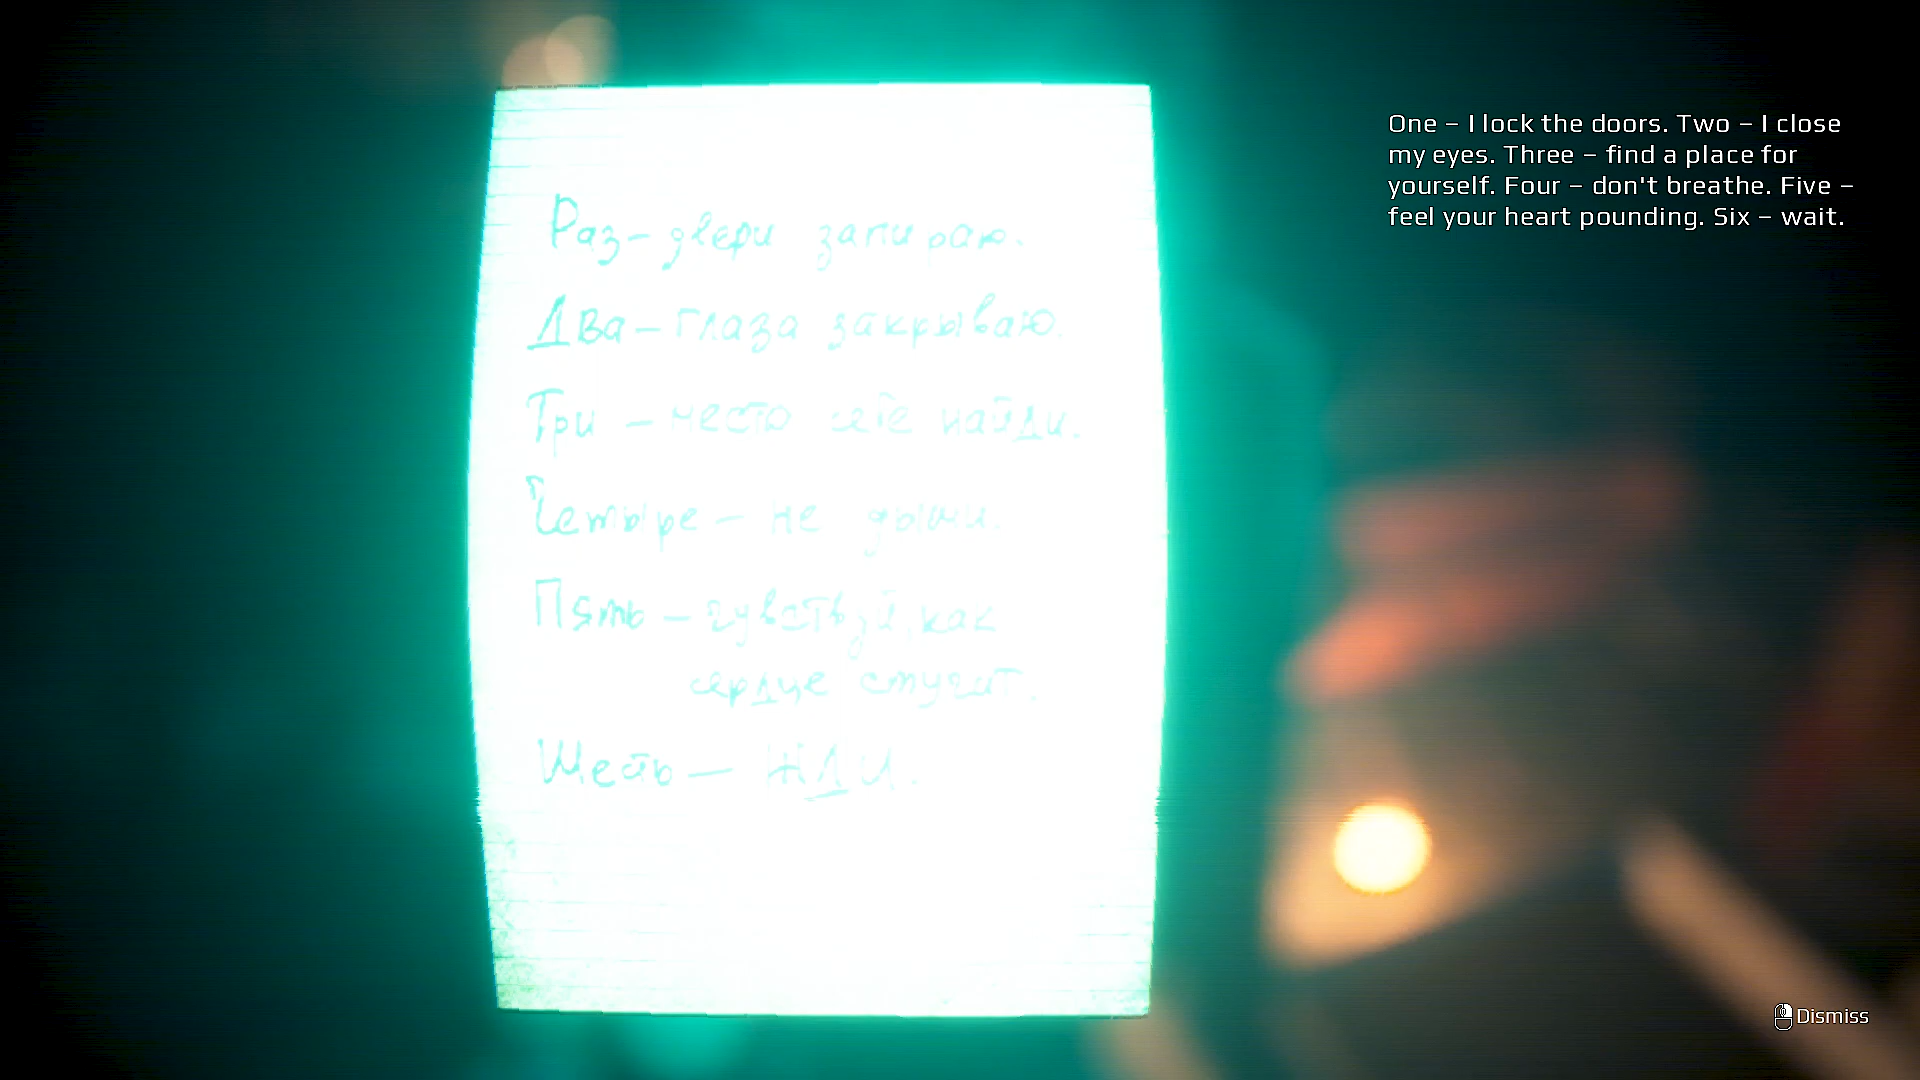 Раз – двери запираю.
Два – глаза закрываю.
Три – место себе найди.
Четыре – не дыши.
Пять – чувствуй, как
сердце стучит.
Шесть – жди.
One – I lock the doors. Two – I close
my eyes. Three – find a place for
yourself. Four – don't breathe. Five –
feel your heart pounding. Six – wait.
Dismiss